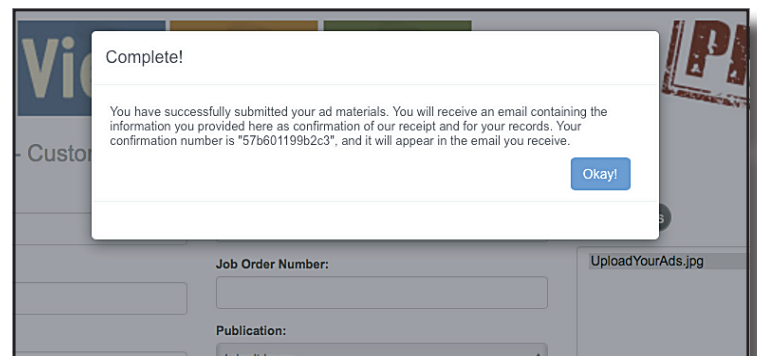 Vie
Complete!
You have successfully submitted your ad materials. You will receive an email containing the
information you provided here as confirmation of our receipt and for your records. Your
confirmation number is "57b601199b2c3", and it will appear in the email you receive.
- Custor
Okay!
s
Job Order Number:
UploadYourAds.jpg
Publication: